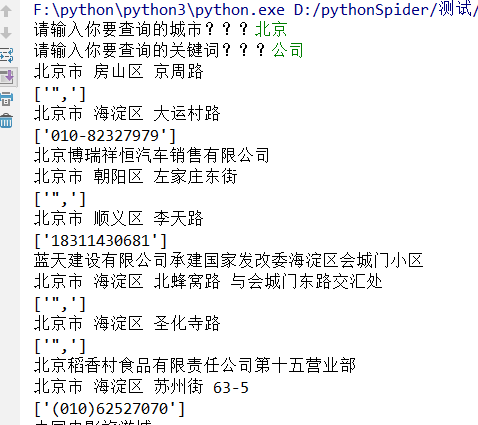 F:\python\python3\python.exe D:/pythonSpider/测试/
请输入你要查询的城市？？？北京
请输入你要查询的关键词？？？公司
北京市 房山区 京周路
['",']
北京市 海淀区 大运村路
['010-82327979']
北京博瑞祥恒汽车销售有限公司
北京市 朝阳区 左家庄东街
['",']
北京市 顺义区 李天路
['18311430681']
蓝天建设有限公司承建国家发改委海淀区会城门小区
北京市 海淀区 北蜂窝路 与会城门东路交汇处
['",']
北京市 海淀区 圣化寺路
['",']
北京稻香村食品有限责任公司第十五营业部
北京市 海淀区 苏州街 63-5
['(010)62527070']